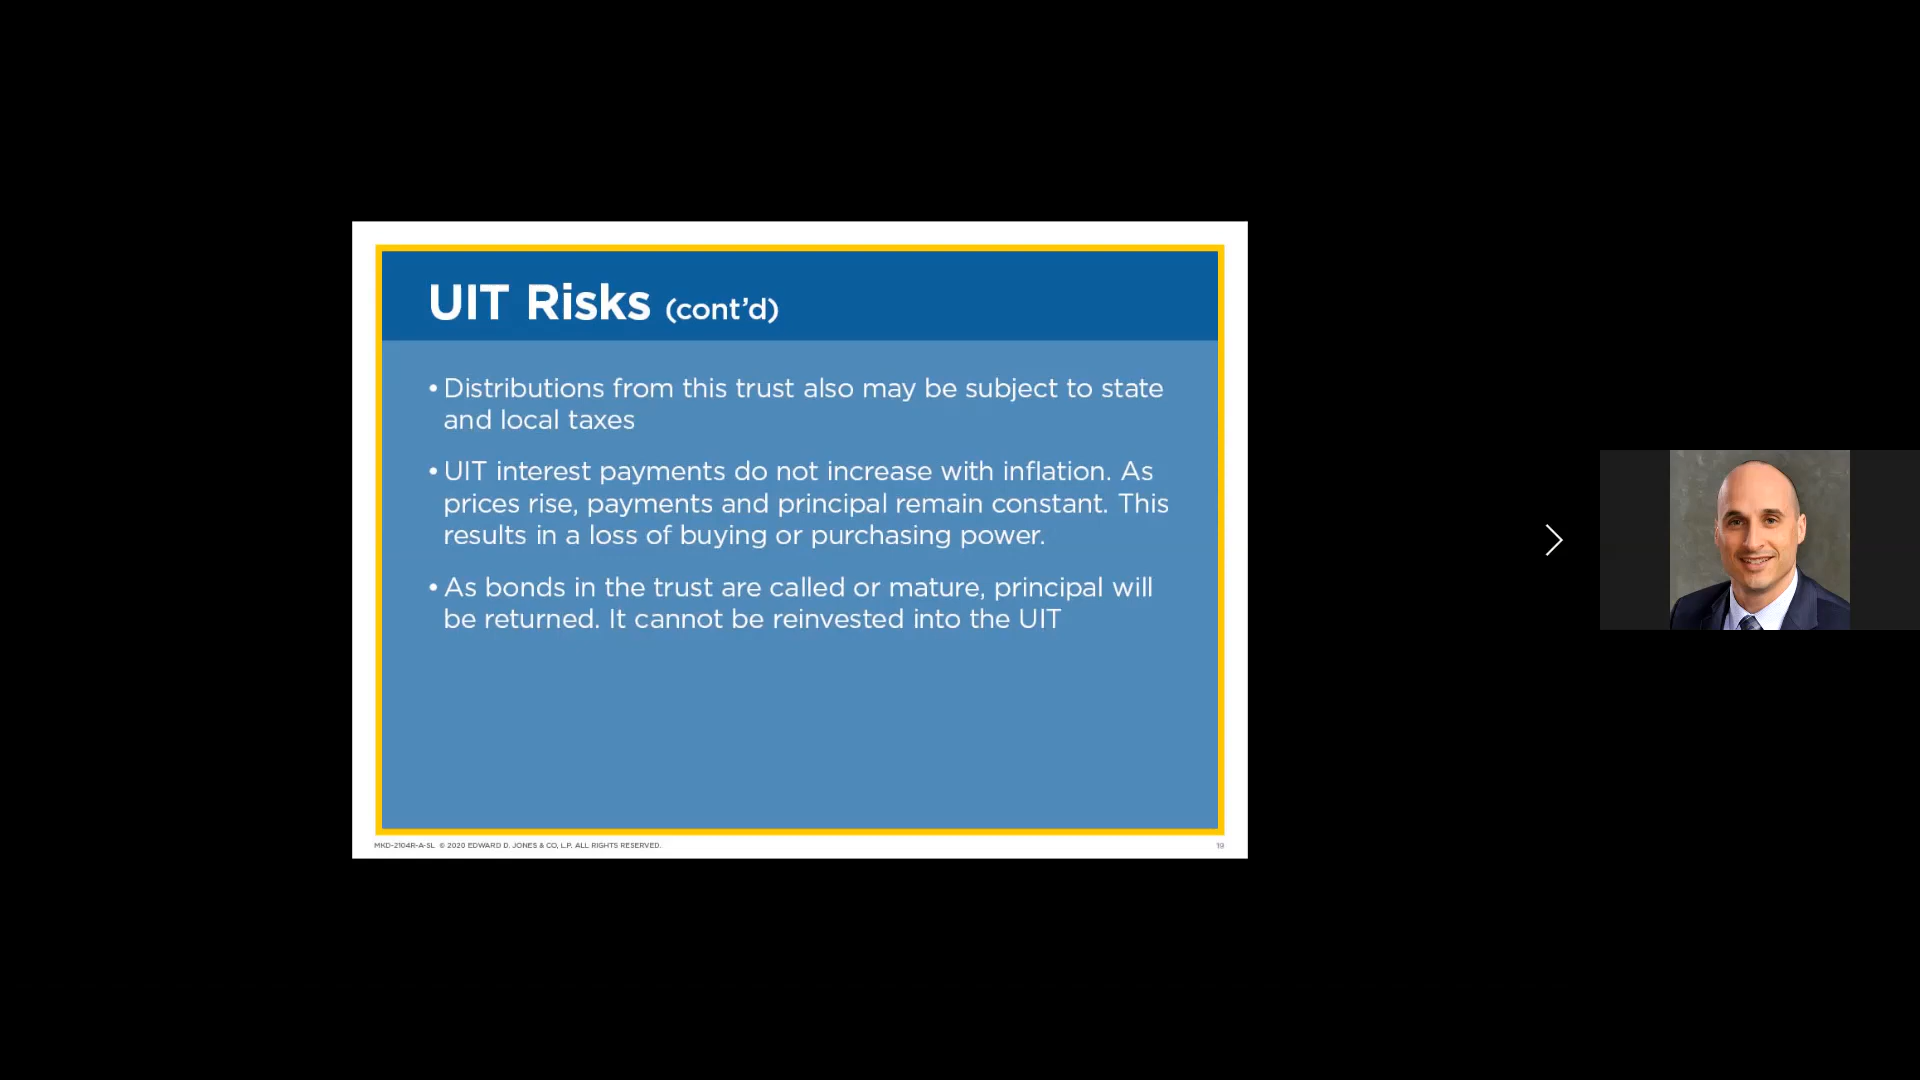 UIT Risks (cont’d)
• Distributions from this trust also may be subject to state
and local taxes
• UIT interest payments do not increase with inflation. As
prices rise, payments and principal remain constant. This
results in a loss of buying or purchasing power.
• As bonds in the trust are called or mature, principal will
be returned. It cannot be reinvested into the UIT
MKD-2104R-A-SL © 2020 EDWARD D. JONES & CO, L.P. ALL RIGHTS RESERVED.
19